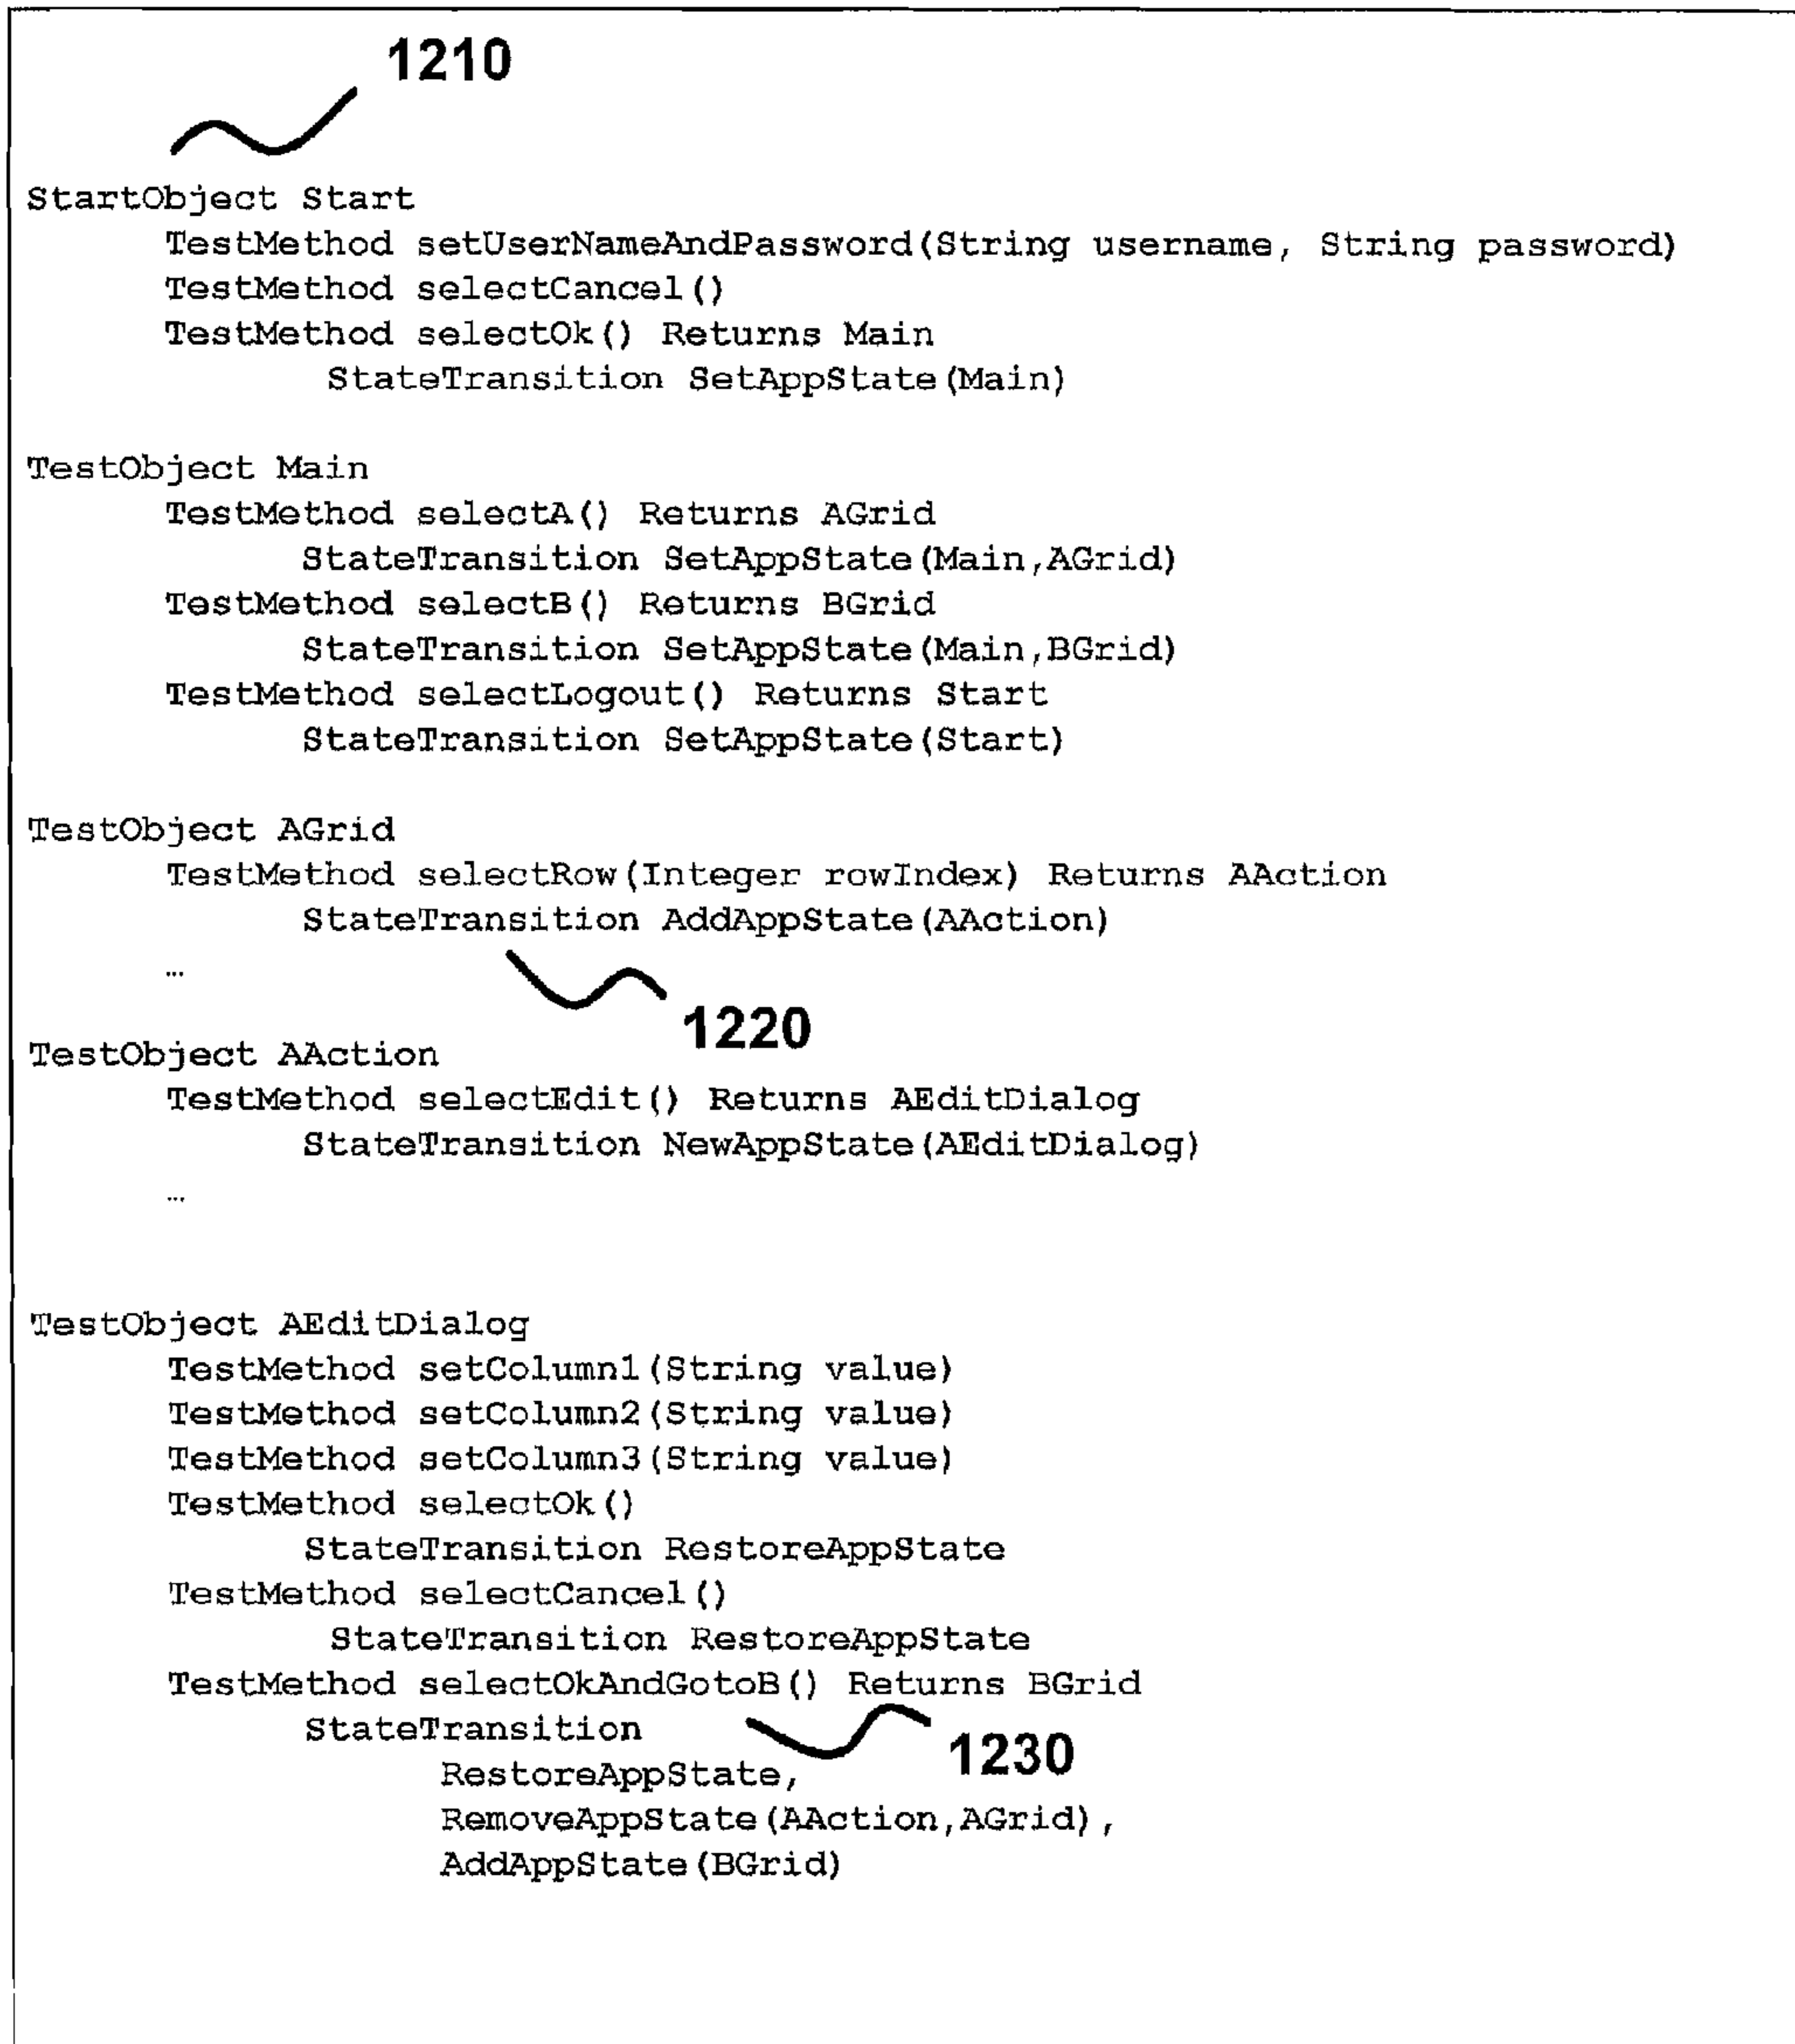 1210
StartObject Start
TestMethod setUserNameAndPassword(String username, String password)
TestMethod selectCancel()
TestMethod selectOk() Returns Main
StateTransition SetAppState(Main)
TestObject Main
TestMethod selectA() Returns AGrid
StateTransition SetAppState(Main,AGrid)
TestMethod selectB() Returns BGrid
StateTransition SetAppState(Main,BGrid)
TestMethod selectLogout() Returns Start
StateTransition SetAppState(Start)
TestObject AGrid
TestMethod selectRow(Integer rowIndex) Returns AAction
StateTransition AddAppState(AAction)
…
1220
TestObject AAction
TestMethod selectEdit() Returns AEditDialog
StateTransition NewAppState(AEditDialog)
…
TestObject AEditDialog
TestMethod setColumn1(String value)
TestMethod setColumn2(String value)
TestMethod setColumn3(String value)
TestMethod selectOk()
StateTransition RestoreAppState
TestMethod selectCancel()
StateTransition RestoreAppState
TestMethod selectOkAndGotoB() Returns BGrid
StateTransition
1230
RestoreAppState,
RemoveAppState(AAction,AGrid),
AddAppState(BGrid)